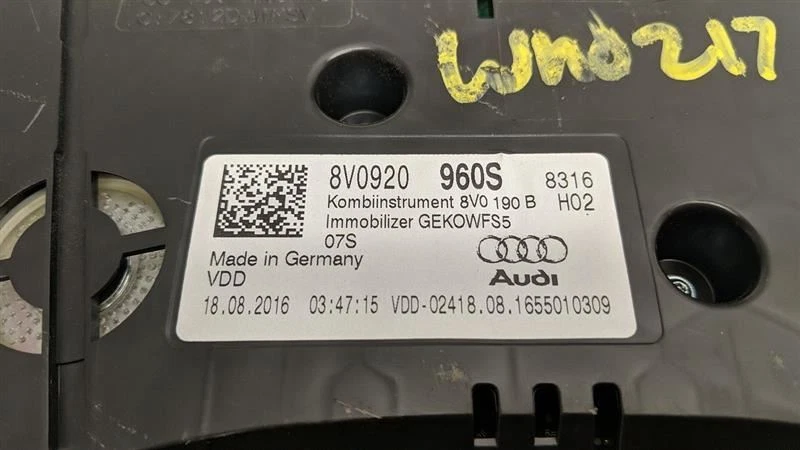 WH0217
8V0920 960S 8316
Kombiinstrument 8V0 190 B H02
Immobilizer GEKOWFS5
07S
Made in Germany
VDD Audi
18.08.2016 03:47:15 VDD-02418.08.1655010309